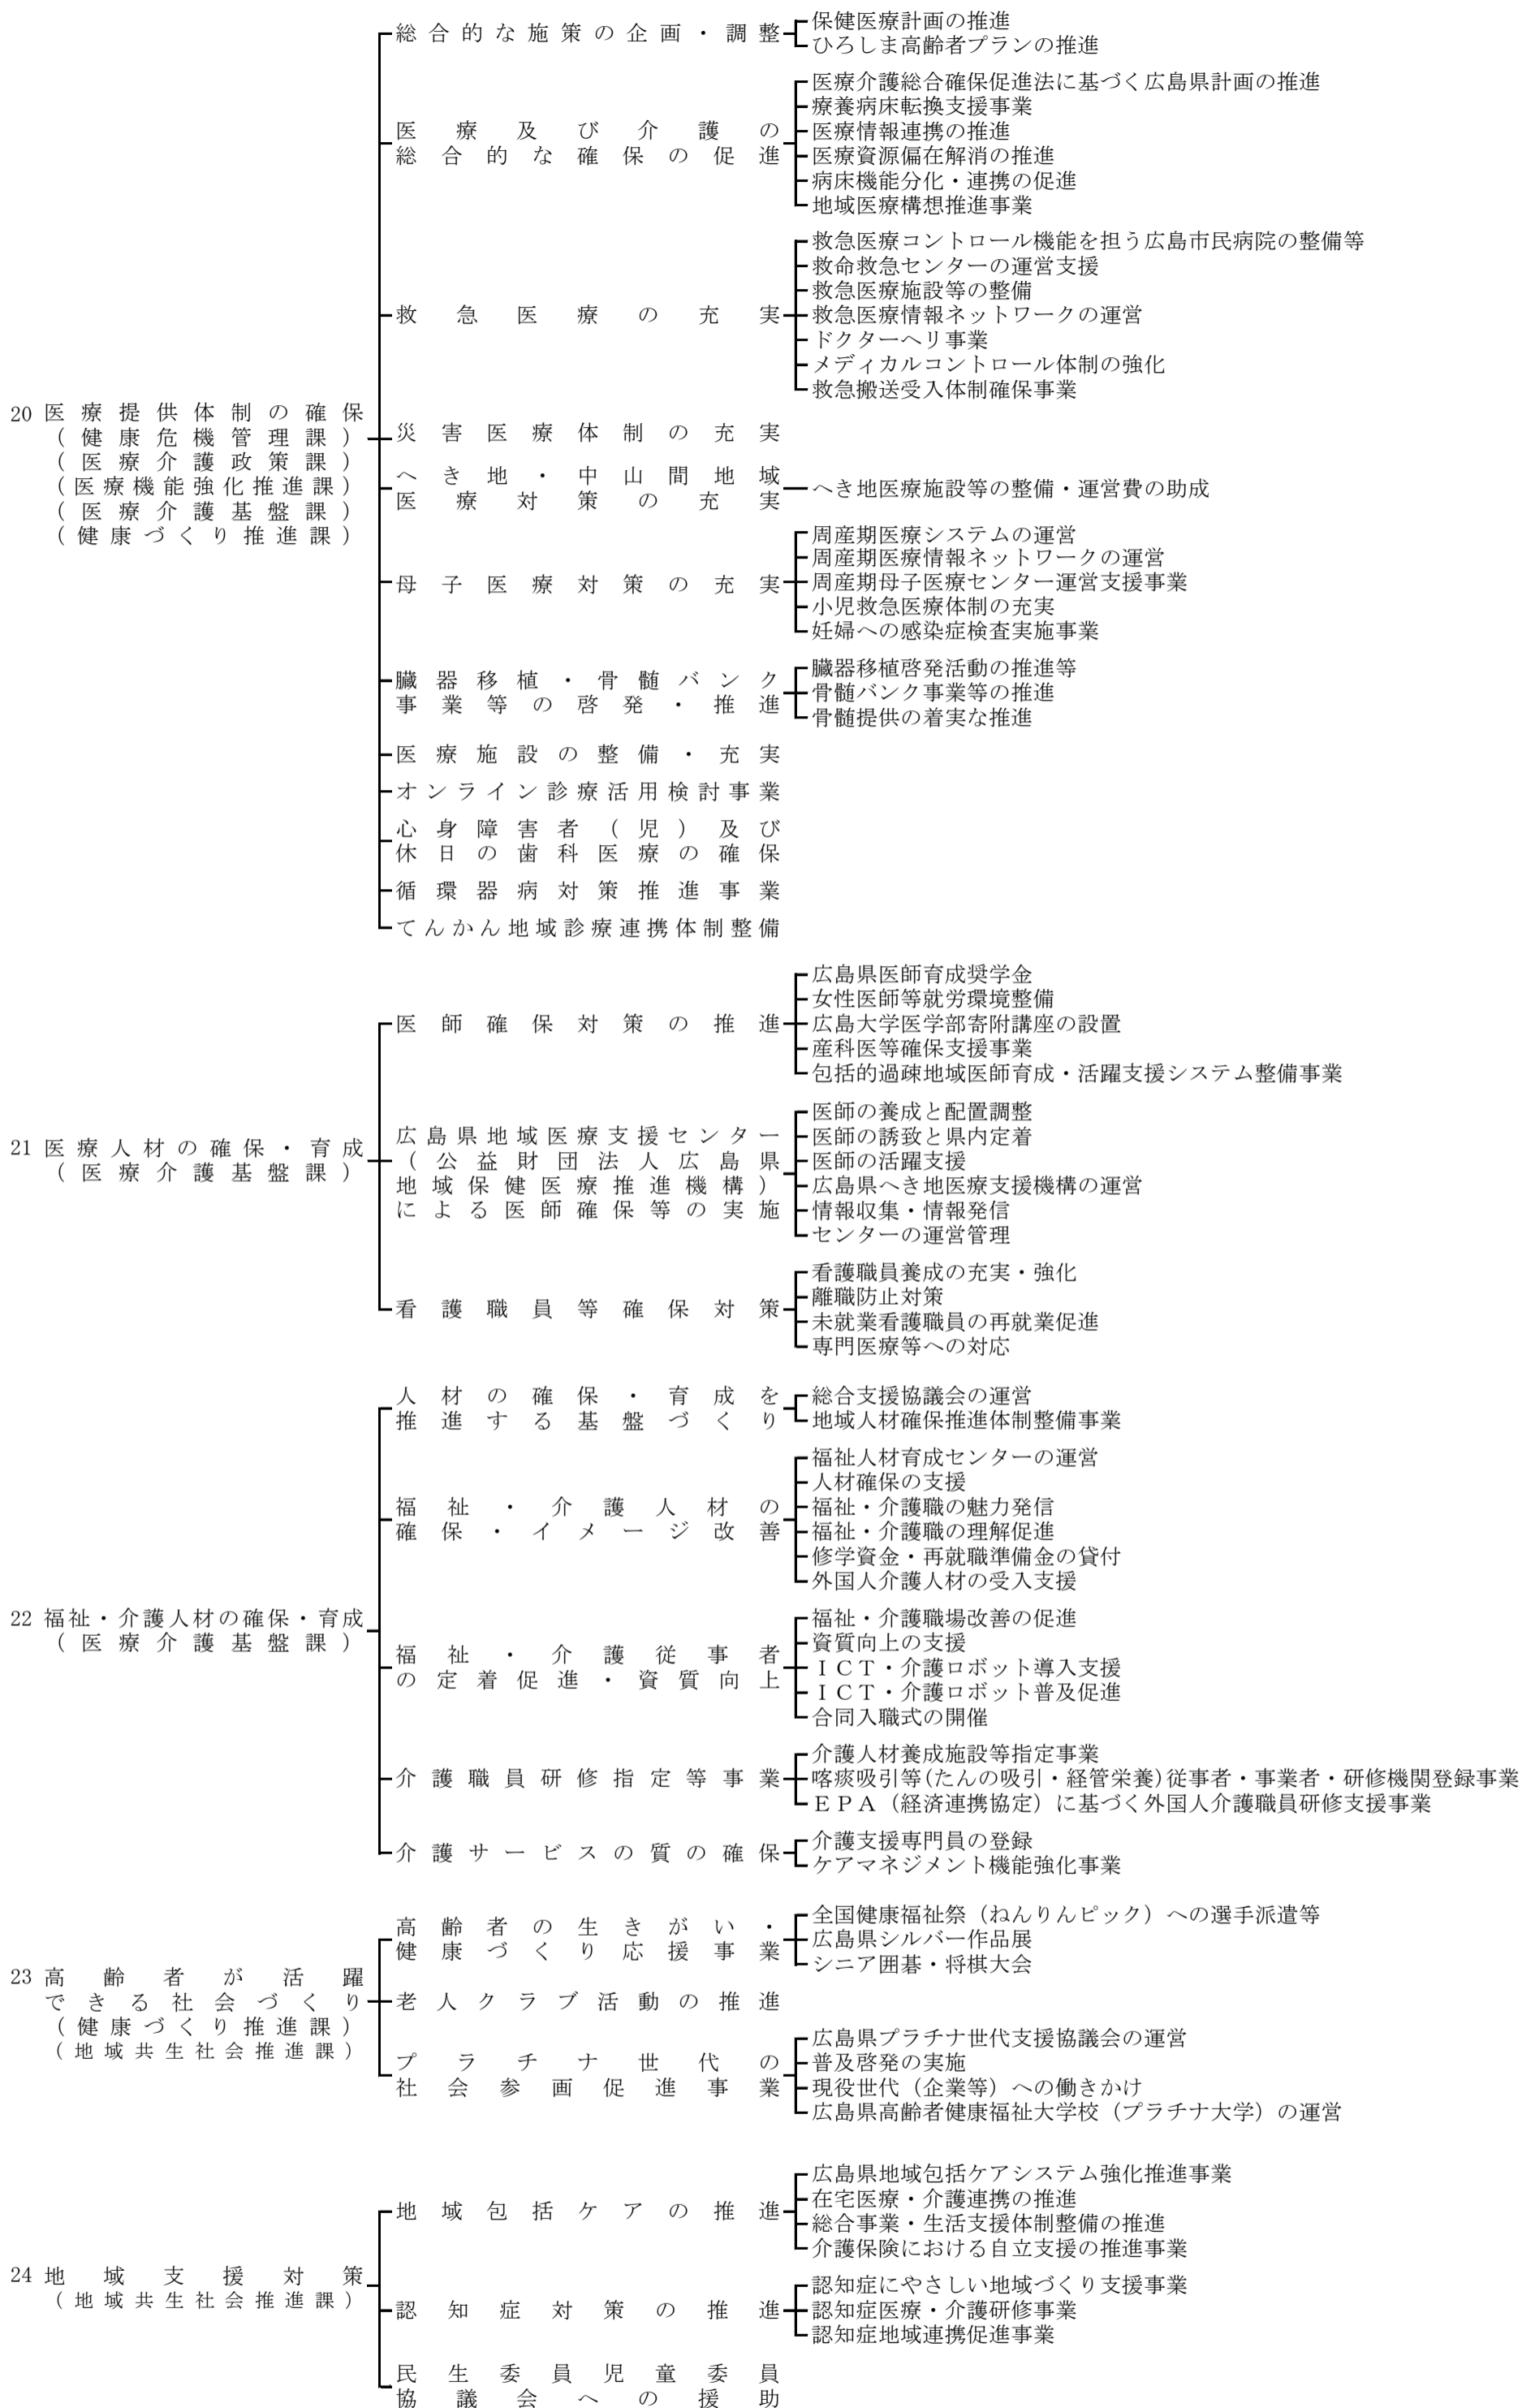 20 医療提供体制の確保
(健康危機管理課)
(医療介護政策課)
(医療機能強化推進課)
(医療介護基盤課)
(健康づくり推進課)
総合的な施策の企画・調整
保健医療計画の推進
ひろしま高齢者プランの推進
医療及び介護の
総合的な確保の促進
医療介護総合確保促進法に基づく広島県計画の推進
療養病床転換支援事業
医療情報連携の推進
医療資源偏在解消の推進
病床機能分化・連携の促進
地域医療構想推進事業
救急医療の充実
救急医療コントロール機能を担う広島市民病院の整備等
救命救急センターの運営支援
救急医療施設等の整備
救急医療情報ネットワークの運営
ドクターヘリ事業
メディカルコントロール体制の強化
救急搬送受入体制確保事業
災害医療体制の充実
へき地・中山間地域
医療対策の充実
へき地医療施設等の整備・運営費の助成
母子医療対策の充実
周産期医療システムの運営
周産期医療情報ネットワークの運営
周産期母子医療センター運営支援事業
小児救急医療体制の充実
妊婦への感染症検査実施事業
臓器移植・骨髄バンク
事業等の啓発・推進
臓器移植啓発活動の推進等
骨髄バンク事業等の推進
骨髄提供の着実な推進
医療施設の整備・充実
オンライン診療活用検討事業
心身障害者(児)及び
休日の歯科医療の確保
循環器病対策推進事業
てんかん地域診療連携体制整備
21 医療人材の確保・育成
(医療介護基盤課)
医師確保対策の推進
広島県医師育成奨学金
女性医師等就労環境整備
広島大学医学部寄附講座の設置
産科医等確保支援事業
包括的過疎地域医師育成・活躍支援システム整備事業
広島県地域医療支援センター
(公益財団法人広島県
地域保健医療推進機構)
による医師確保等の実施
医師の養成と配置調整
医師の誘致と県内定着
医師の活躍支援
広島県へき地医療支援機構の運営
情報収集・情報発信
センターの運営管理
看護職員等確保対策
看護職員養成の充実・強化
離職防止対策
未就業看護職員の再就業促進
専門医療等への対応
22 福祉・介護人材の確保・育成
(医療介護基盤課)
人材の確保・育成を
推進する基盤づくり
総合支援協議会の運営
地域人材確保推進体制整備事業
福祉・介護人材の
確保・イメージ改善
福祉人材育成センターの運営
人材確保の支援
福祉・介護職の魅力発信
福祉・介護職の理解促進
修学資金・再就職準備金の貸付
外国人介護人材の受入支援
福祉・介護従事者
の定着促進・資質向上
福祉・介護職場改善の促進
資質向上の支援
ICT・介護ロボット導入支援
ICT・介護ロボット普及促進
合同入職式の開催
介護職員研修指定等事業
介護人材養成施設等指定事業
喀痰吸引等(たんの吸引・経管栄養)従事者・事業者・研修機関登録事業
EPA(経済連携協定)に基づく外国人介護職員研修支援事業
介護サービスの質の確保
介護支援専門員の登録
ケアマネジメント機能強化事業
23 高齢者が活躍
できる社会づくり
(健康づくり推進課)
(地域共生社会推進課)
高齢者の生きがい・
健康づくり応援事業
全国健康福祉祭(ねんりんピック)への選手派遣等
広島県シルバー作品展
シニア囲碁・将棋大会
老人クラブ活動の推進
プラチナ世代の
社会参画促進事業
広島県プラチナ世代支援協議会の運営
普及啓発の実施
現役世代(企業等)への働きかけ
広島県高齢者健康福祉大学校(プラチナ大学)の運営
24 地域支援対策
(地域共生社会推進課)
地域包括ケアの推進
広島県地域包括ケアシステム強化推進事業
在宅医療・介護連携の推進
総合事業・生活支援体制整備の推進
介護保険における自立支援の推進事業
認知症対策の推進
認知症にやさしい地域づくり支援事業
認知症医療・介護研修事業
認知症地域連携促進事業
民生委員児童委員
協議会への援助